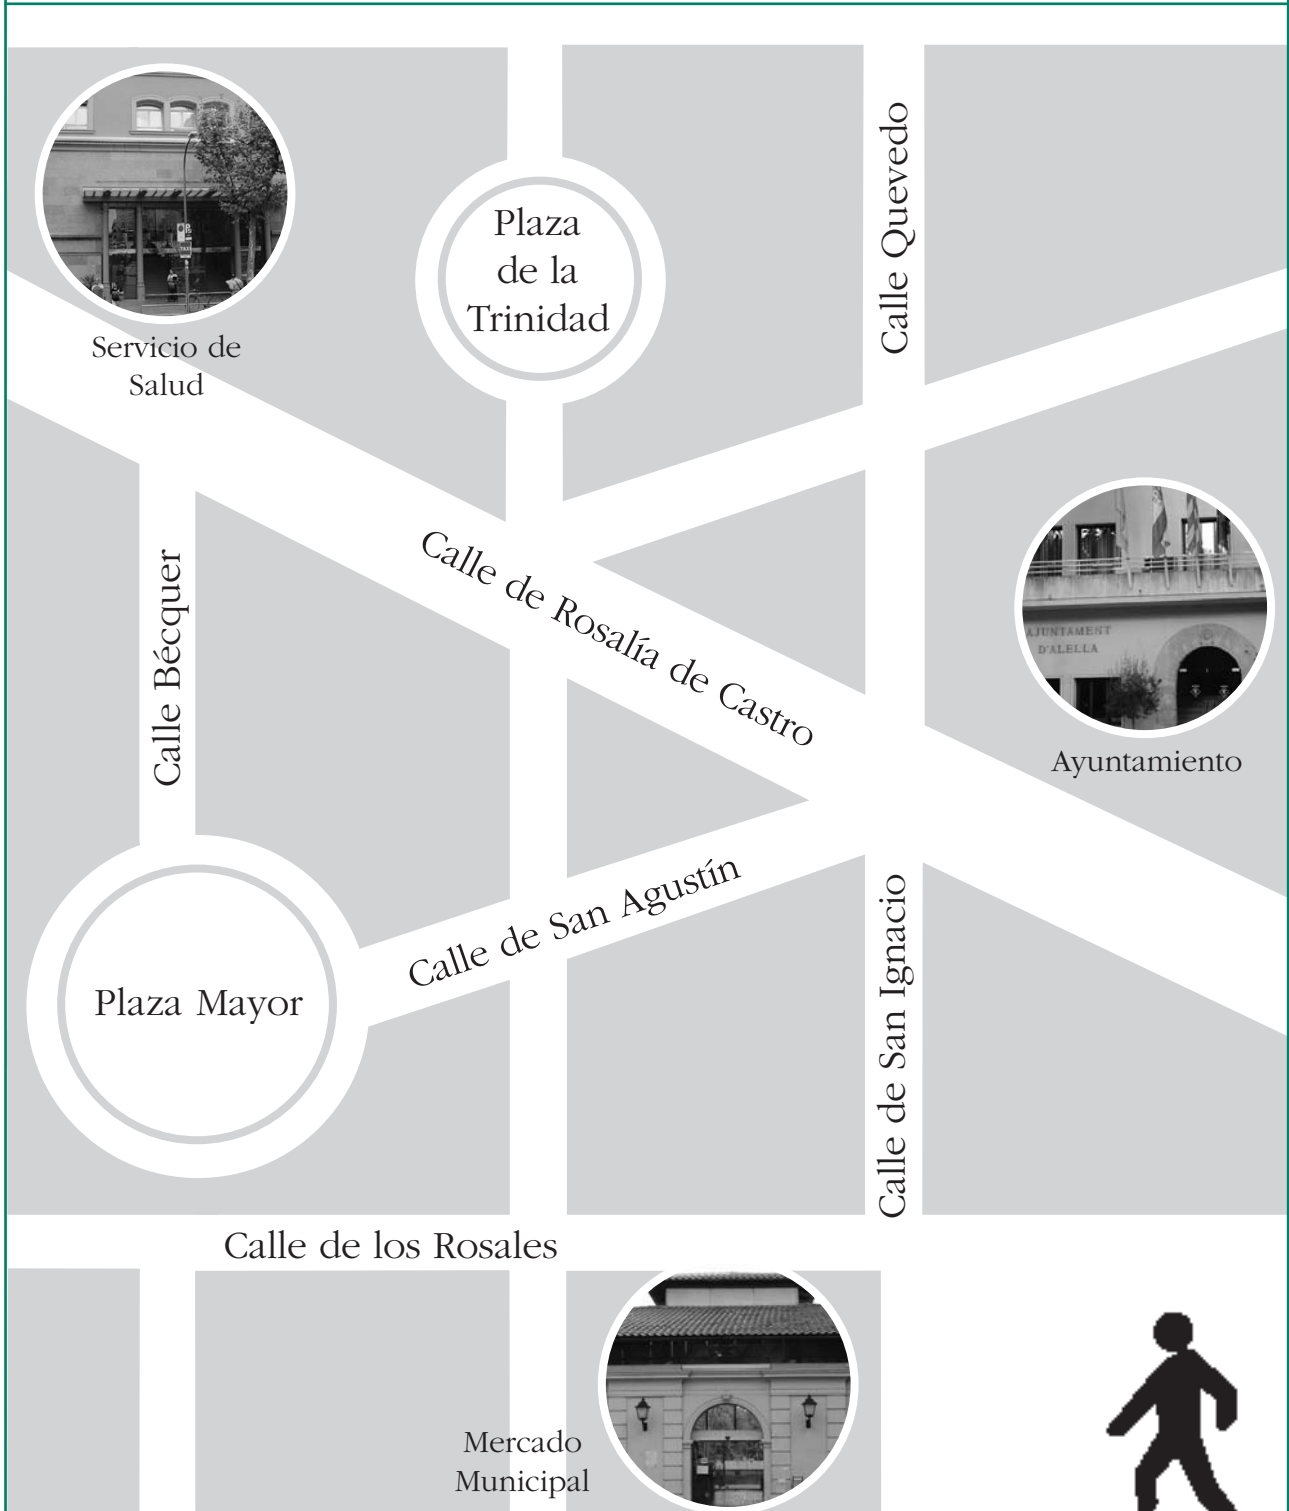 Servicio de
Salud
Plaza
de la
Trinidad
Calle Quevedo
Calle de Rosalía de Castro
Calle Bécquer
AJUNTAMENT
D'ALELLA
Ayuntamiento
Calle de San Agustín
Plaza Mayor
Calle de San Ignacio
Calle de los Rosales
Mercado
Municipal